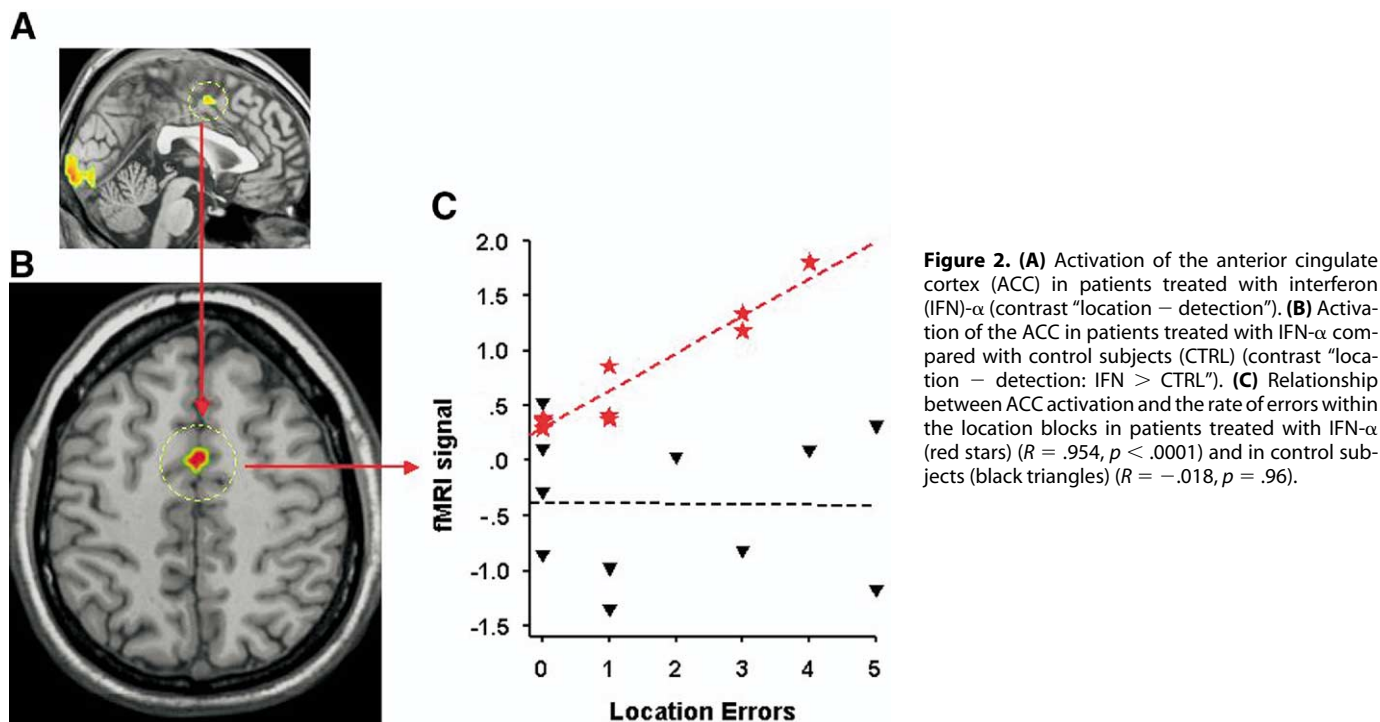 A
B
C
2.0
1.5
1.0
.5
.0
-.5
-1.0
-1.5
fMRI signal
0 1 2 3 4 5
Location Errors
Figure 2. (A) Activation of the anterior cingulate
cortex (ACC) in patients treated with interferon
(IFN)-α (contrast “location − detection”). (B) Activa-
tion of the ACC in patients treated with IFN-α com-
pared with control subjects (CTRL) (contrast “loca-
tion − detection: IFN > CTRL”). (C) Relationship
between ACC activation and the rate of errors within
the location blocks in patients treated with IFN-α
(red stars) (R = .954, p < .0001) and in control sub-
jects (black triangles) (R = −.018, p = .96).